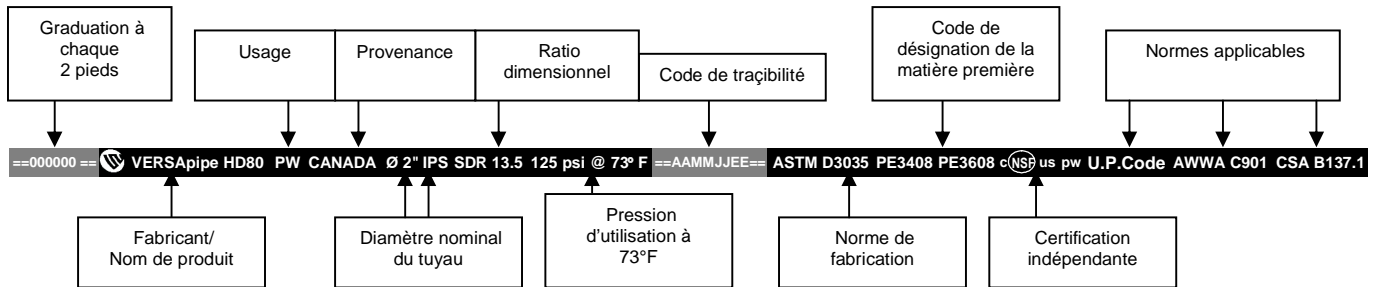 Graduation à
chaque
2 pieds
Usage
Provenance
Ratio
dimensionnel
Code de traçibilité
Code de
désignation de la
matière première
Normes applicables
==000000 == VERSApipe HD80 PW CANADA Ø 2" IPS SDR 13.5 125 psi @ 73º F ==AAMMJJEE== ASTM D3035 PE3408 PE3608 c NSF us pw U.P.Code AWWA C901 CSA B137.1
Fabricant/
Nom de produit
Diamètre nominal
du tuyau
Pression
d'utilisation à
73°F
Norme de
fabrication
Certification
indépendante